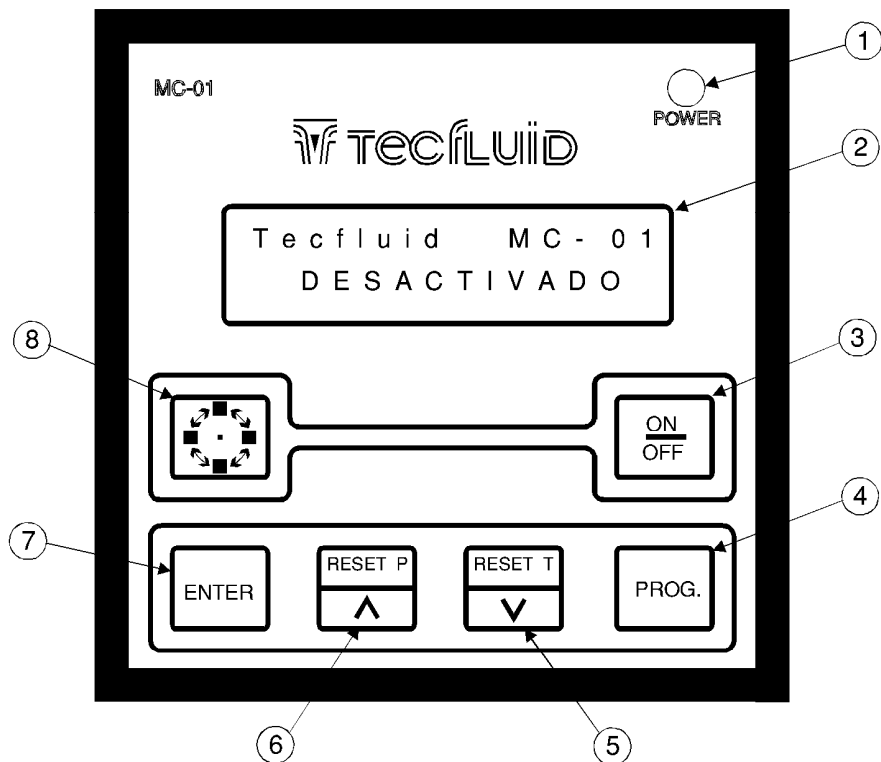 1
MC-01
POWER
TECFLUID
2
Tecfluid MC-01
DESACTIVADO
8
3
ON
OFF
4
7
RESET P
RESET T
ENTER
PROG.
6
5